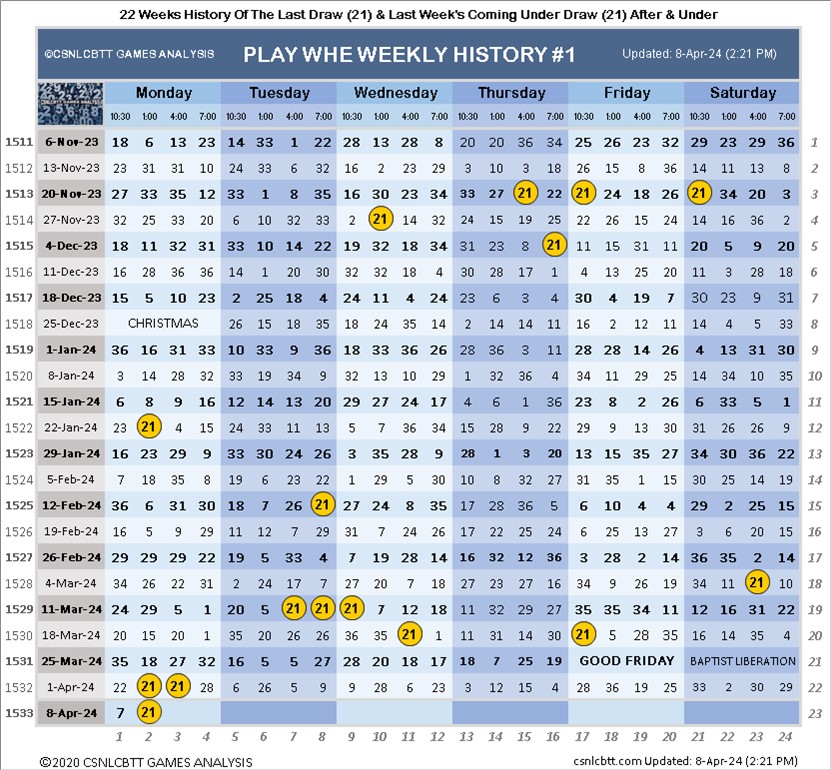 22 Weeks History Of The Last Draw (21) & Last Week's Coming Under Draw (21) After & Under
©CSNLCBTT GAMES ANALYSIS PLAY WHE WEEKLY HISTORY #1 Updated: 8-Apr-24 (2:21 PM)
Monday Tuesday Wednesday Thursday Friday Saturday
10:30 1:00 4:00 7:00 10:30 1:00 4:00 7:00 10:30 1:00 4:00 7:00 10:30 1:00 4:00 7:00 10:30 1:00 4:00 7:00 10:30 1:00 4:00 7:00
1511 6-Nov-23 18 6 13 23 14 33 1 22 28 13 28 8 20 20 36 34 25 26 23 32 29 23 29 36 1
1512 13-Nov-23 23 31 31 10 24 33 6 32 16 2 23 29 3 10 3 18 26 15 8 36 14 11 13 8 2
1513 20-Nov-23 27 33 35 12 33 1 8 35 16 30 23 34 33 27 21 22 21 24 18 26 21 34 20 3 3
1514 27-Nov-23 32 25 33 20 6 10 32 33 2 21 14 32 24 15 19 25 22 26 15 24 14 16 36 2 4
1515 4-Dec-23 18 11 32 31 33 10 14 22 19 32 18 34 31 23 8 21 11 15 31 11 20 5 9 20 5
1516 11-Dec-23 16 28 36 36 14 1 20 30 32 32 18 4 30 28 17 1 4 13 25 20 11 3 28 18 6
1517 18-Dec-23 15 5 10 23 2 25 18 4 24 11 4 24 23 6 3 4 30 4 19 7 30 23 9 31 7
1518 25-Dec-23 CHRISTMAS 26 15 18 35 18 24 35 14 2 14 14 11 16 2 12 11 14 4 5 33 8
1519 1-Jan-24 36 16 31 33 10 33 9 36 18 33 36 26 28 36 3 11 28 28 14 26 4 13 31 30 9
1520 8-Jan-24 3 14 28 32 33 19 34 9 32 13 10 29 1 32 36 4 34 11 29 11 14 34 10 35 10
1521 15-Jan-24 6 8 9 16 12 14 13 20 29 27 24 17 4 6 1 36 23 8 2 26 6 33 5 1 11
1522 22-Jan-24 23 21 4 15 24 33 11 13 5 7 36 34 15 28 9 22 29 9 13 30 31 26 26 9 12
1523 29-Jan-24 16 23 29 9 33 30 24 26 3 35 28 9 28 1 3 20 13 15 35 27 34 30 36 22 13
1524 5-Feb-24 7 18 35 8 19 6 23 22 1 29 5 30 10 8 32 27 31 35 1 15 30 25 14 19 14
1525 12-Feb-24 36 6 31 30 18 7 26 21 27 24 8 35 17 28 36 5 6 10 4 4 29 2 25 15 15
1526 19-Feb-24 16 5 9 29 11 12 7 29 31 7 24 26 17 22 25 24 6 25 13 27 3 6 20 15 16
1527 26-Feb-24 29 29 29 22 19 5 33 4 7 19 28 14 16 32 12 36 3 28 2 14 36 35 2 14 17
1528 4-Mar-24 34 26 22 31 2 24 17 7 27 20 7 18 27 23 27 16 34 9 26 19 34 11 21 10 18
1529 11-Mar-24 24 29 5 1 20 5 21 21 21 7 12 18 11 32 29 27 35 35 34 11 12 16 31 22 19
1530 18-Mar-24 20 15 20 1 35 20 26 26 36 35 21 1 11 31 14 30 21 5 28 35 16 14 35 4 20
1531 25-Mar-24 35 18 27 32 16 5 5 27 28 20 18 17 18 7 25 19 GOOD FRIDAY BAPTIST LIBERATION 21
1532 1-Apr-24 22 21 21 28 6 26 5 9 9 28 6 23 3 12 15 4 28 36 19 25 33 2 30 29 22
1533 8-Apr-24 7 21 23
1 2 3 4 5 6 7 8 9 10 11 12 13 14 15 16 17 18 19 20 21 22 23 24
©2020 CSNLCBTT GAMES ANALYSIS csnlcbtt.com Updated: 8-Apr-24 (2:21 PM)